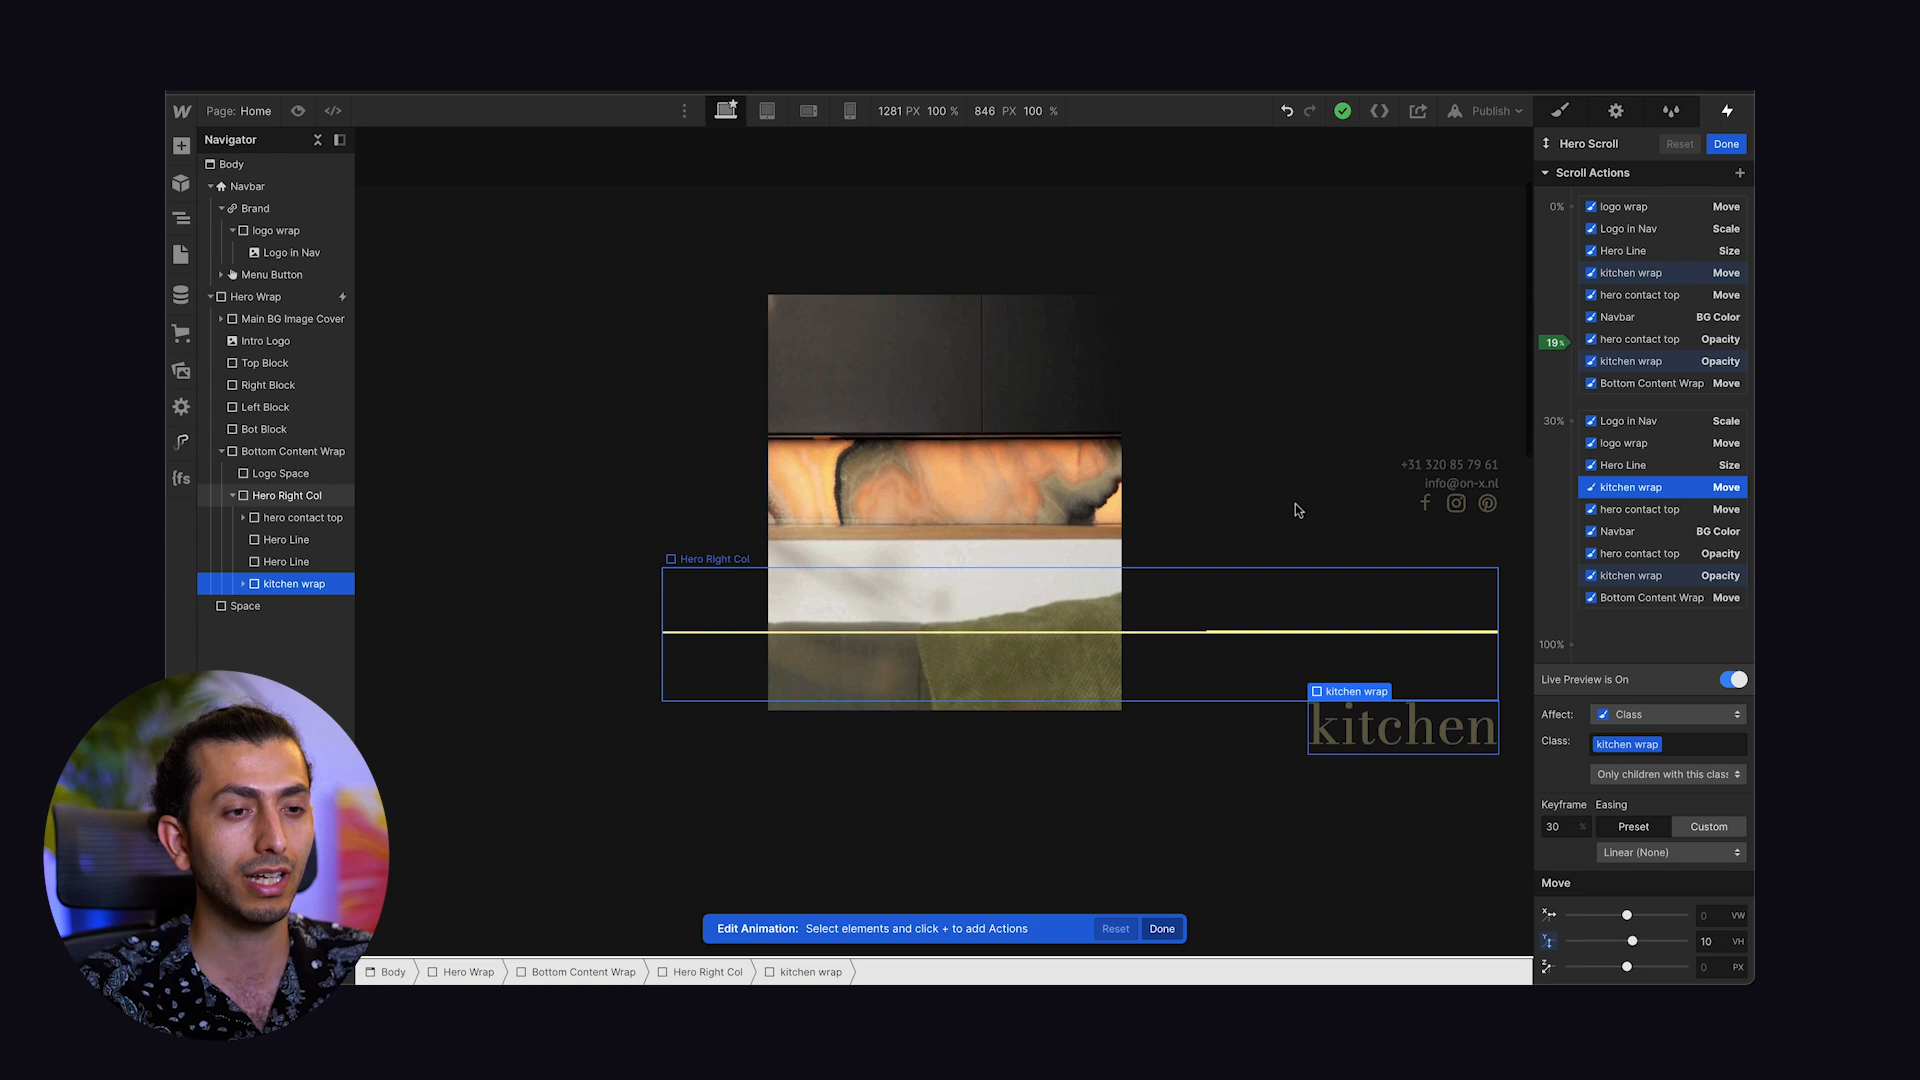 Page: Home
</>
1281 PX 100 %
846 PX 100 %
Publish
Navigator
Body
Navbar
Brand
logo wrap
Logo in Nav
Menu Button
Hero Wrap
Main BG Image Cover
Intro Logo
Top Block
Right Block
Left Block
Bot Block
Bottom Content Wrap
Logo Space
Hero Right Col
hero contact top
Hero Line
Hero Line
kitchen wrap
Space
{fs
+31 320 85 79 61
info@on-x.nl
Hero Right Col
kitchen wrap
kitchen
Edit Animation: Select elements and click + to add Actions
Reset
Done
Body
Hero Wrap
Bottom Content Wrap
Hero Right Col
kitchen wrap
Hero Scroll
Reset
Done
Scroll Actions
0%
logo wrap Move
Logo in Nav Scale
Hero Line Size
kitchen wrap Move
hero contact top Move
Navbar BG Color
19%
hero contact top Opacity
kitchen wrap Opacity
Bottom Content Wrap Move
30%
Logo in Nav Scale
logo wrap Move
Hero Line Size
kitchen wrap Move
hero contact top Move
Navbar BG Color
hero contact top Opacity
kitchen wrap Opacity
Bottom Content Wrap Move
100%
Live Preview is On
Affect: Class
Class: kitchen wrap
Only children with this class
Keyframe Easing
30 % Preset Custom
Linear (None)
Move
X 0 VW
Y 10 VH
Z 0 PX